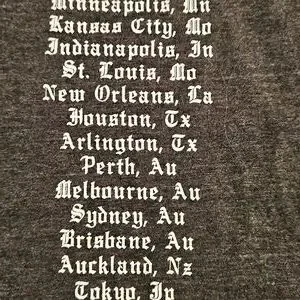 Minneapolis, Mn
Kansas City, Mo
Indianapolis, In
St. Louis, Mo
New Orleans, La
Houston, Tx
Arlington, Tx
Perth, Au
Melbourne, Au
Sydney, Au
Brisbane, Au
Auckland, Nz
Tokyo, Jp